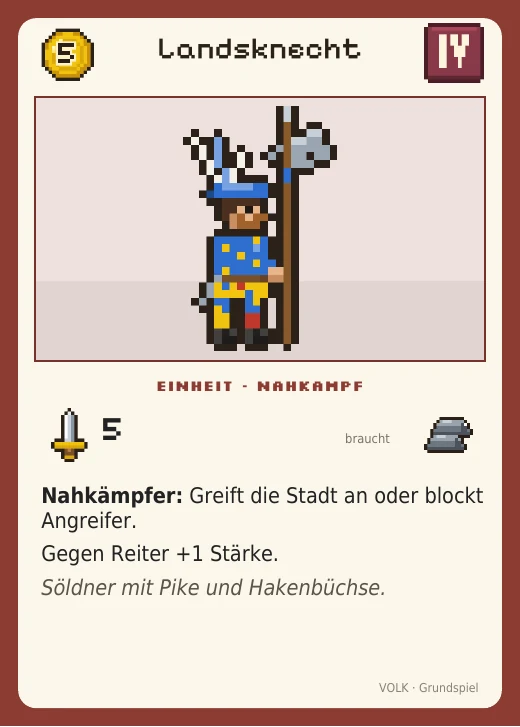 5
Landsknecht
IV
EINHEIT - NAHKAMPF
5
braucht
Nahkämpfer: Greift die Stadt an oder blockt
Angreifer.
Gegen Reiter +1 Stärke.
Söldner mit Pike und Hakenbüchse.
VOLK · Grundspiel